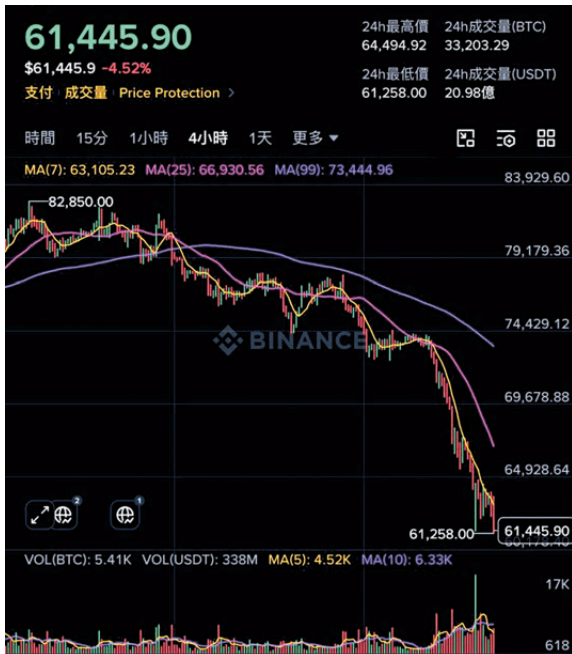 61,445.90
$61,445.9 -4.52%
支付 成交量 Price Protection >
24h最高價 24h成交量(BTC)
64,494.92 33,203.29
24h最低價 24h成交量(USDT)
61,258.00 20.98億
時間 15分 1小時 4小時 1天 更多
MA(7): 63,105.23 MA(25): 66,930.56 MA(99): 73,444.96
83,929.60
82,850.00
79,179.36
74,429.12
BINANCE
69,678.88
64,928.64
2
1
61,258.00
61,445.90
VOL(BTC): 5.41K VOL(USDT): 338M MA(5): 4.52K MA(10): 6.33K
17K
618